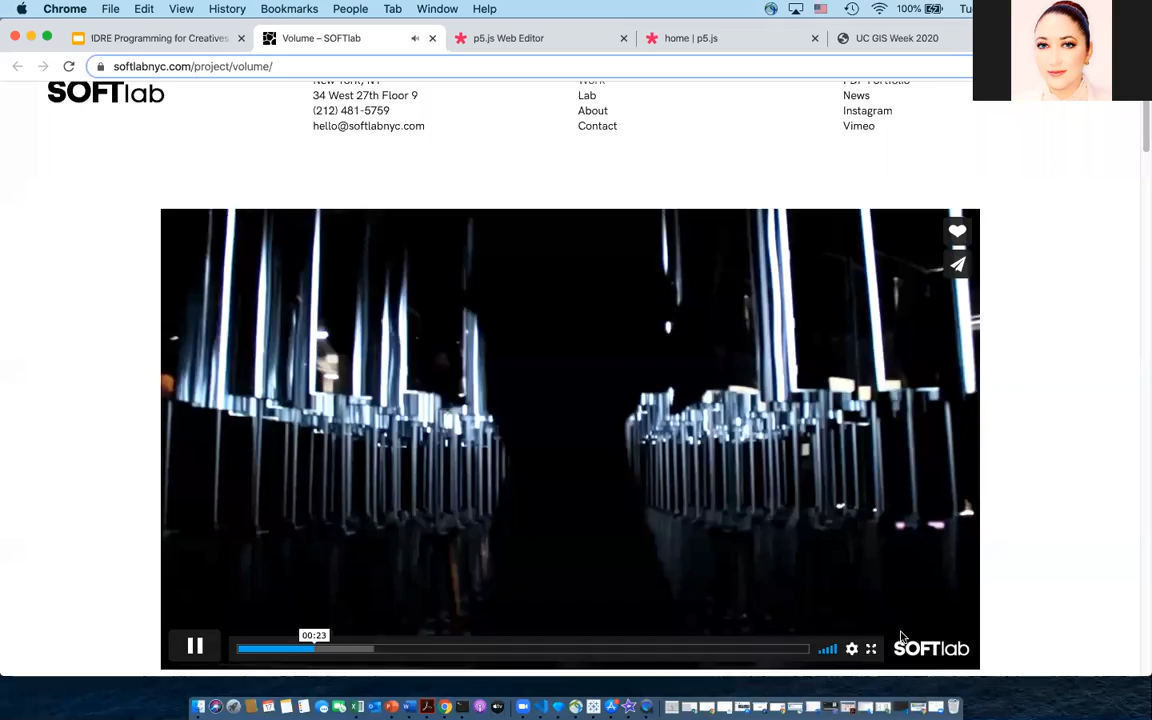 Chrome File Edit View History Bookmarks People Tab Window Help 100%
IDRE Programming for Creatives Volume – SOFTlab p5.js Web Editor home | p5.js UC GIS Week 2020
softlabnyc.com/project/volume/
SOFTlab
34 West 27th Floor 9 Lab News
(212) 481-5759 About Instagram
hello@softlabnyc.com Contact Vimeo
00:23
SOFTlab